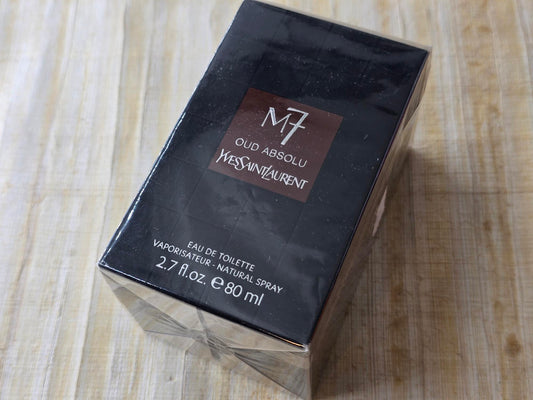 M7
OUD ABSOLU
YVESSAINTLAURENT
EAU DE TOILETTE
VAPORISATEUR - NATURAL SPRAY
2.7 fl.oz. e 80 ml